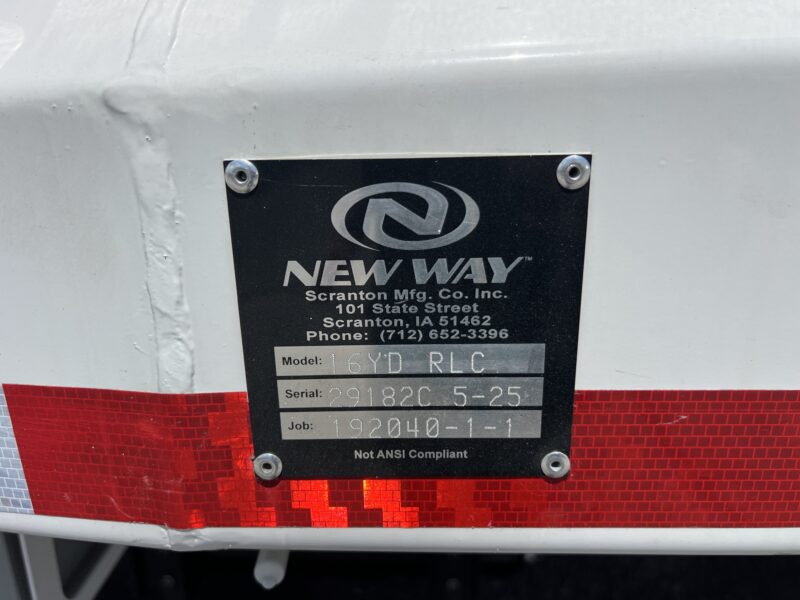 N
NEW WAY™
Scranton Mfg. Co. Inc.
101 State Street
Scranton, IA 51462
Phone: (712) 652-3396
Model: 16YD RLC
Serial: 29182C 5-25
Job: 192040-1-1
Not ANSI Compliant